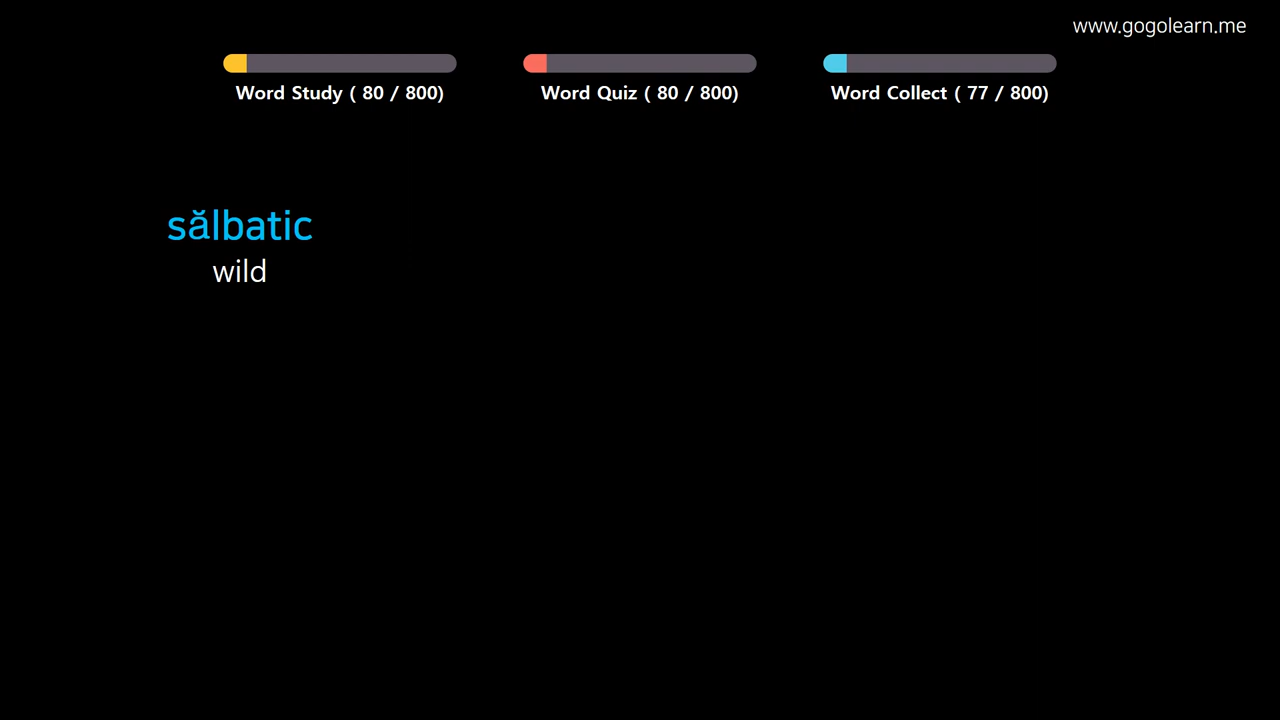 www.gogolearn.me
Word Study ( 80 / 800)
Word Quiz ( 80 / 800)
Word Collect ( 77 / 800)
sălbatic
wild